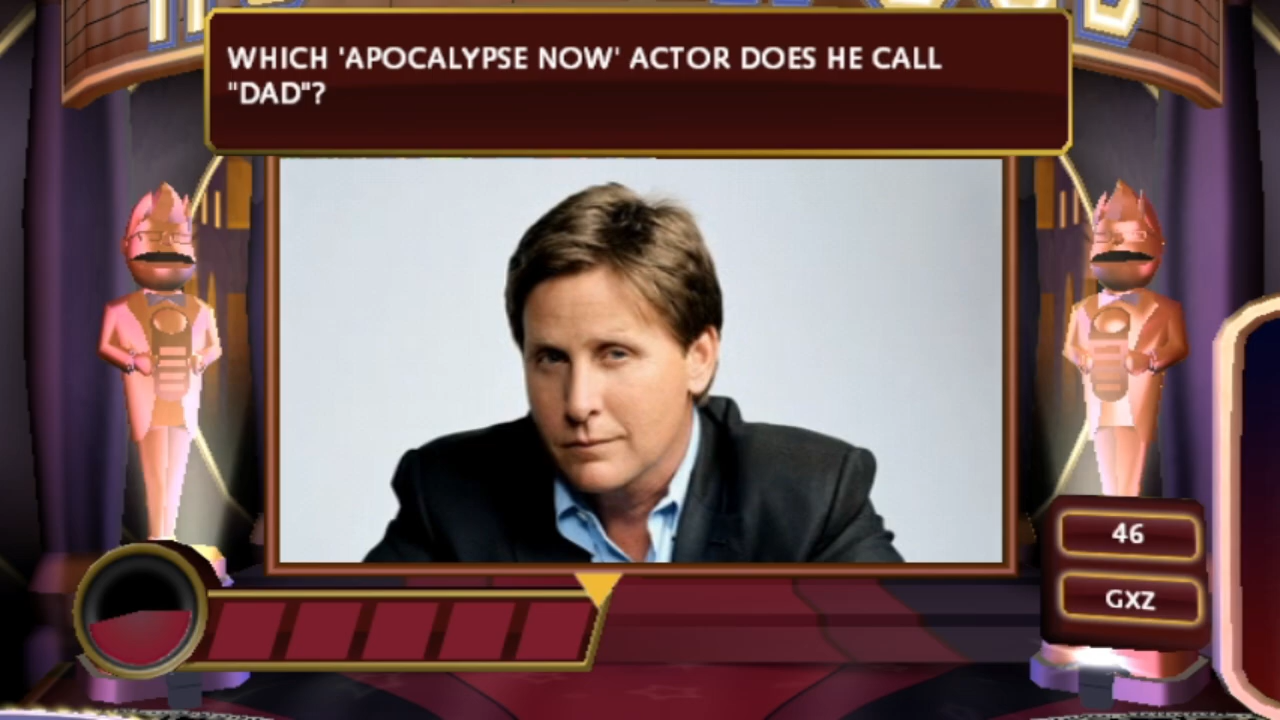 WHICH 'APOCALYPSE NOW' ACTOR DOES HE CALL
"DAD"?
46
GXZ